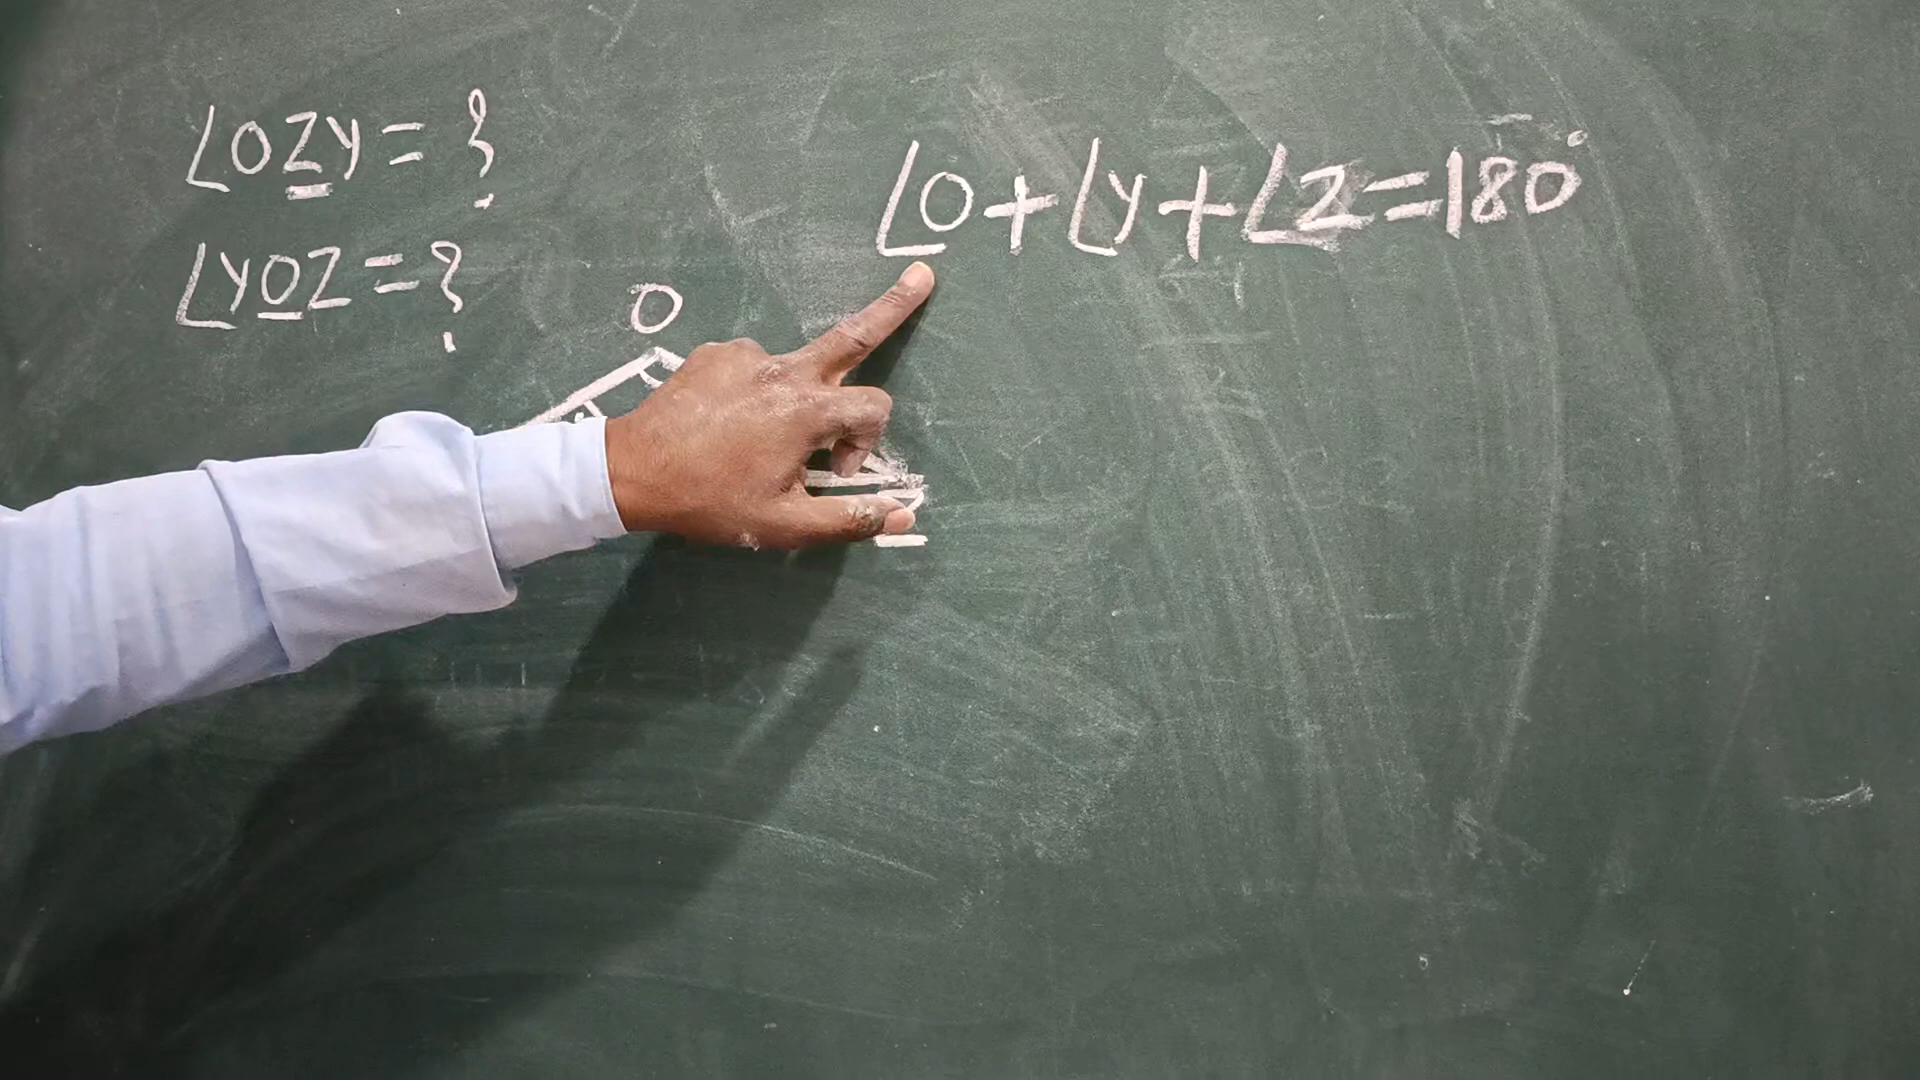 ∠OZY = ?
∠YOZ = ?
∠O + ∠Y + ∠Z = 180°
O
Z